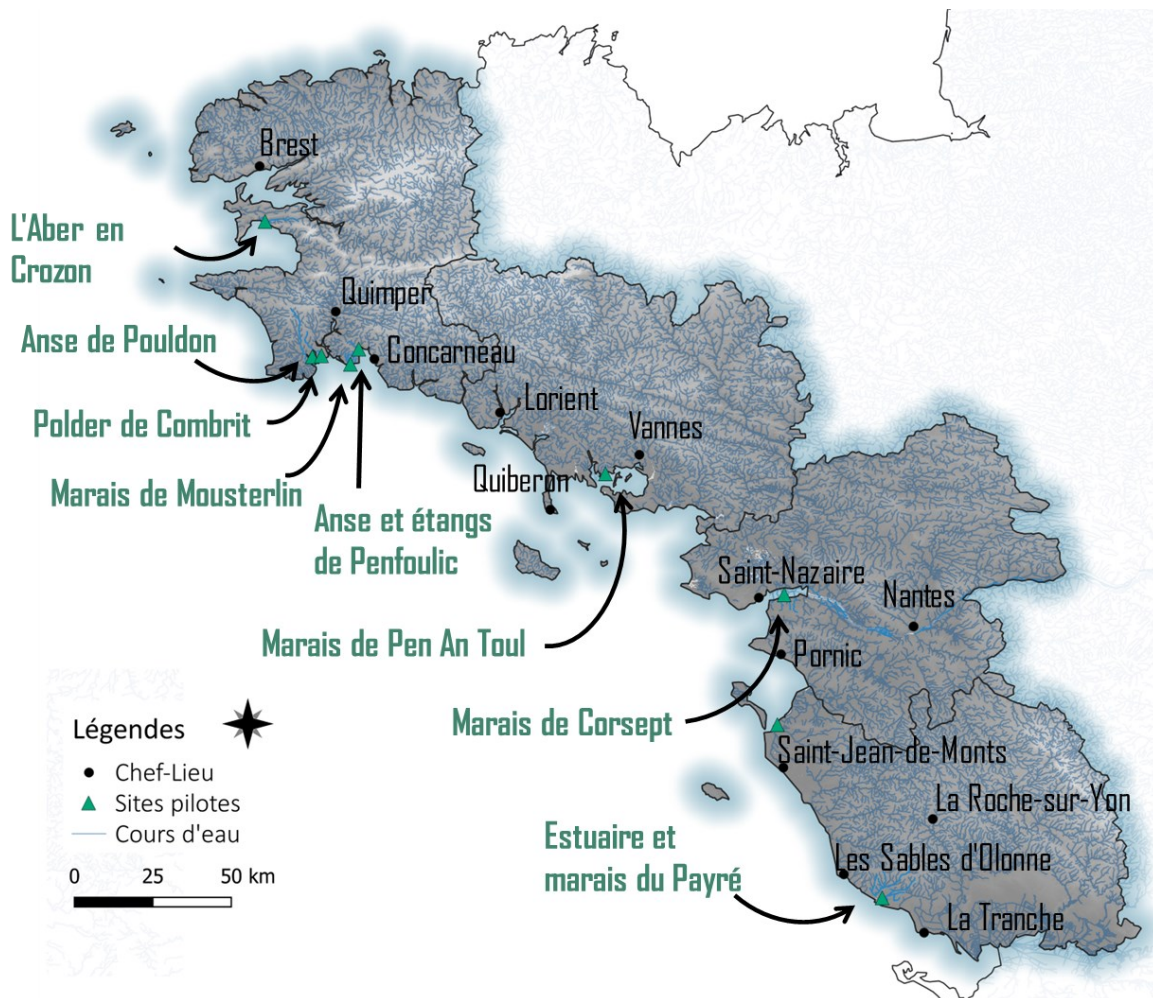 Brest
L'Aber en
Crozon
Quimper
Anse de Pouldon
Concarneau
Polder de Combrit
Lorient
Vannes
Marais de Mousterlin
Quiberon
Anse et étangs
de Penfoulic
Saint-Nazaire
Nantes
Marais de Pen An Toul
Pornic
Marais de Corsept
Saint-Jean-de-Monts
La Roche-sur-Yon
Estuaire et
marais du Payré
Les Sables d'Olonne
La Tranche
Légendes
Chef-Lieu
Sites pilotes
Cours d'eau
0 25 50 km